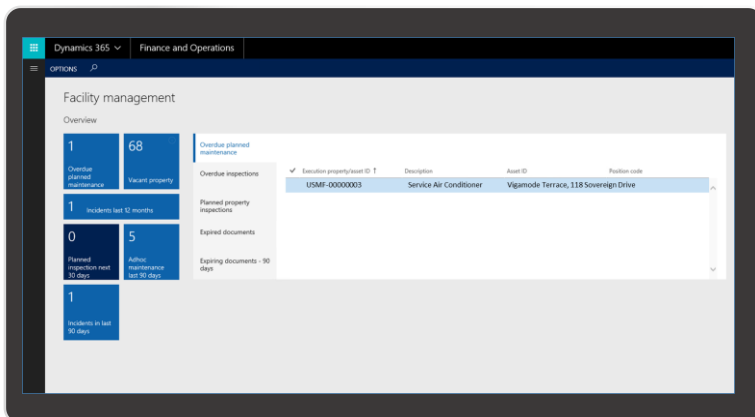 Dynamics 365
Finance and Operations
OPTIONS
Facility management
Overview
1
Overdue
planned
maintenance
68
Vacant property
1 Incidents last 12 months
0
Planned
inspection next
30 days
5
Adhoc
maintenance
last 90 days
1
Incidents in last
90 days
Overdue planned
maintenance
Overdue inspections
Planned property
inspections
Expired documents
Expiring documents - 90
days
Execution property/asset ID Description Asset ID Position code
USMF-00000003 Service Air Conditioner Vigamode Terrace, 118 Sovereign Drive